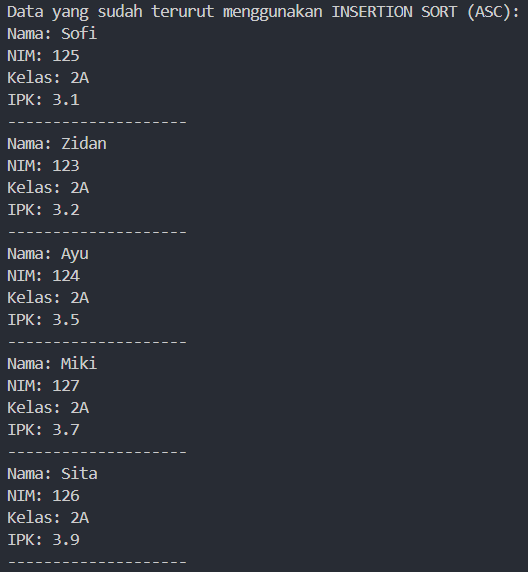 Data yang sudah terurut menggunakan INSERTION SORT (ASC):
Nama: Sofi
NIM: 125
Kelas: 2A
IPK: 3.1
--------------------
Nama: Zidan
NIM: 123
Kelas: 2A
IPK: 3.2
--------------------
Nama: Ayu
NIM: 124
Kelas: 2A
IPK: 3.5
--------------------
Nama: Miki
NIM: 127
Kelas: 2A
IPK: 3.7
--------------------
Nama: Sita
NIM: 126
Kelas: 2A
IPK: 3.9
--------------------